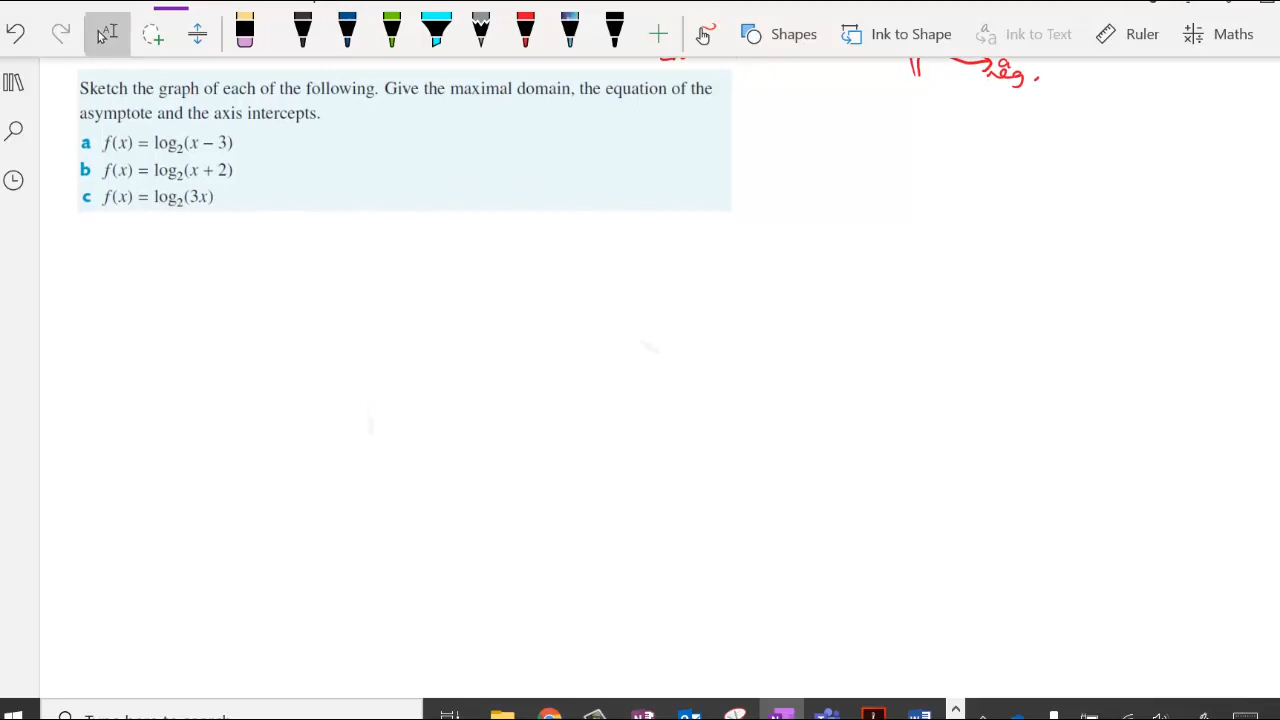 Shapes Ink to Shape Ink to Text Ruler Maths
neg.
Sketch the graph of each of the following. Give the maximal domain, the equation of the
asymptote and the axis intercepts.
a f(x) = log₂(x − 3)
b f(x) = log₂(x + 2)
c f(x) = log₂(3x)